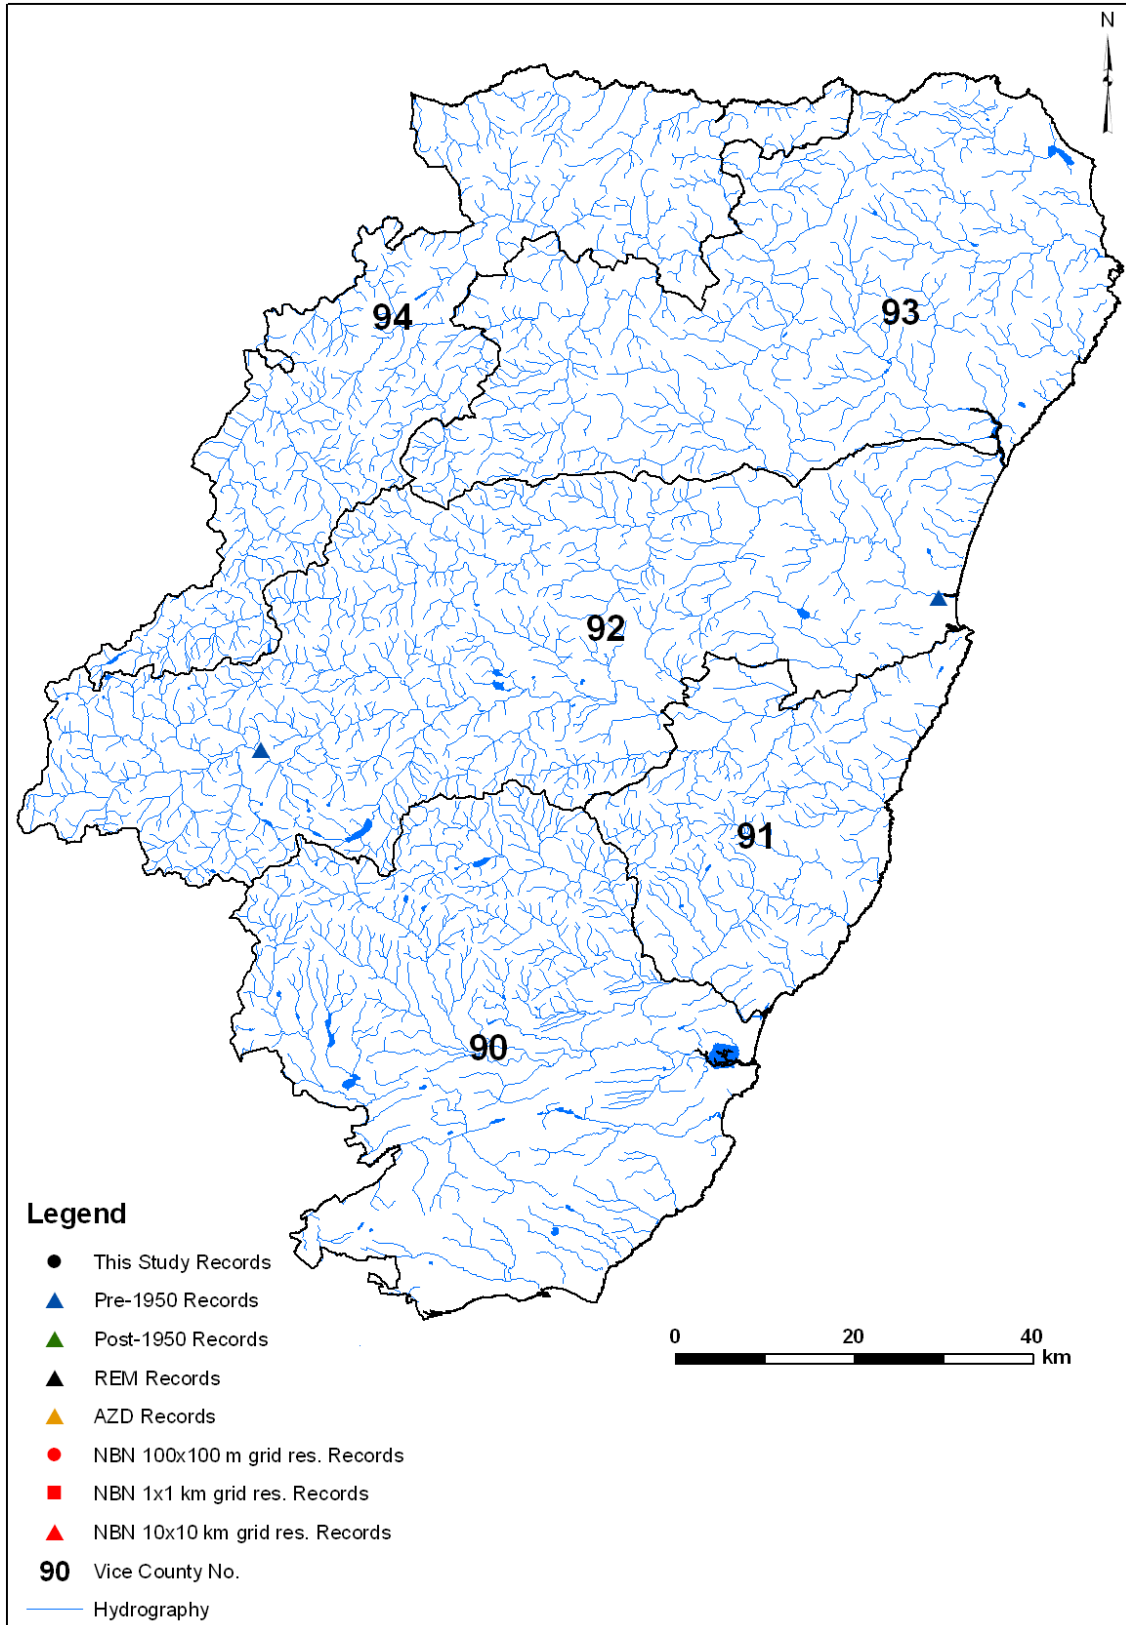 N
94
93
92
91
90
Legend
This Study Records
Pre-1950 Records
Post-1950 Records
REM Records
AZD Records
NBN 100x100 m grid res. Records
NBN 1x1 km grid res. Records
NBN 10x10 km grid res. Records
90 Vice County No.
Hydrography
0 20 40
km